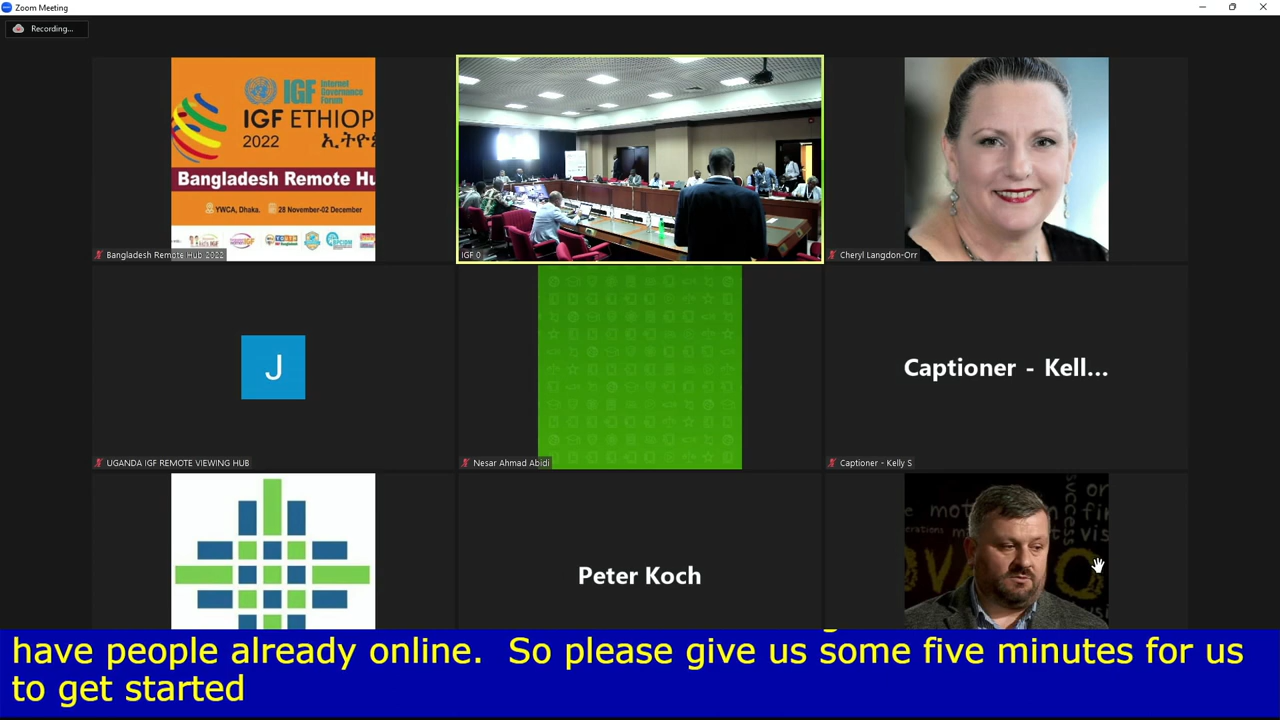 Zoom Meeting
Recording...
IGF Internet
Governance
Forum
IGF ETHIOP
2022
Bangladesh Remote Hu
YWCA, Dhaka. 28 November-02 December
Bangladesh Remote Hub 2022
IGF 0
Cheryl Langdon-Orr
J
Captioner - Kell...
UGANDA IGF REMOTE VIEWING HUB
Nesar Ahmad Abidi
Captioner - Kelly S
Peter Koch
have people already online. So please give us some five minutes for us
to get started